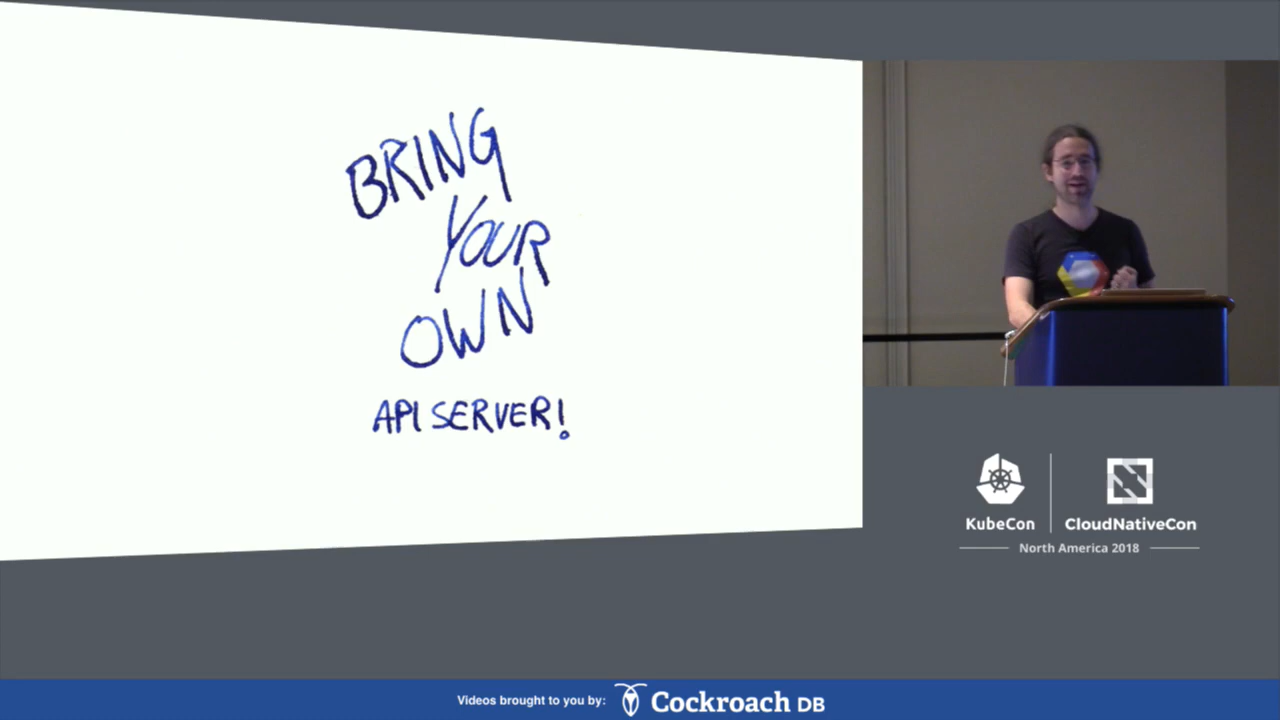 BRING
YOUR
OWN
API SERVER!
KubeCon
CloudNativeCon
North America 2018
Videos brought to you by:
Cockroach DB